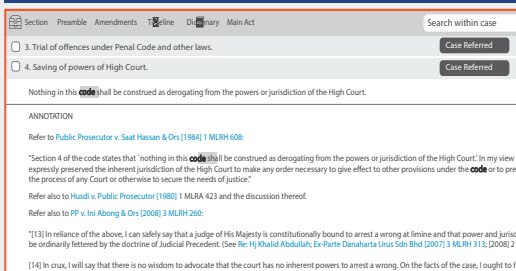 Section Preamble Amendments Timeline Dictionary Main Act Search within case
3. Trial of offences under Penal Code and other laws. Case Referred
4. Saving of powers of High Court. Case Referred
Nothing in this code shall be construed as derogating from the powers or jurisdiction of the High Court.
ANNOTATION
Refer to Public Prosecutor v. Saat Hassan & Ors [1984] 1 MLRH 608:
"Section 4 of the code states that `nothing in this code shall be construed as derogating from the powers or jurisdiction of the High Court.' In my view
expressly preserved the inherent jurisdiction of the High Court to make any order necessary to give effect to other provisions under the code or to pre
the process of any Court or otherwise to secure the needs of justice."
Refer also to Husdi v. Public Prosecutor [1980] 1 MLRA 423 and the discussion thereof.
Refer also to PP v. Ini Abong & Ors [2008] 3 MLRH 260:
"[13] In reliance of the above, I can safely say that a judge of His Majesty is constitutionally bound to arrest a wrong at limine and that power and jurisd
be ordinarily fettered by the doctrine of Judicial Precedent. (See Re: Hj Khalid Abdullah; Ex-Parte Danaharta Urus Sdn Bhd [2007] 3 MLRH 313; [2008] 2
[14] In crux, I will say that there is no wisdom to advocate that the court has no inherent powers to arrest a wrong. On the facts of the case, I ought to h